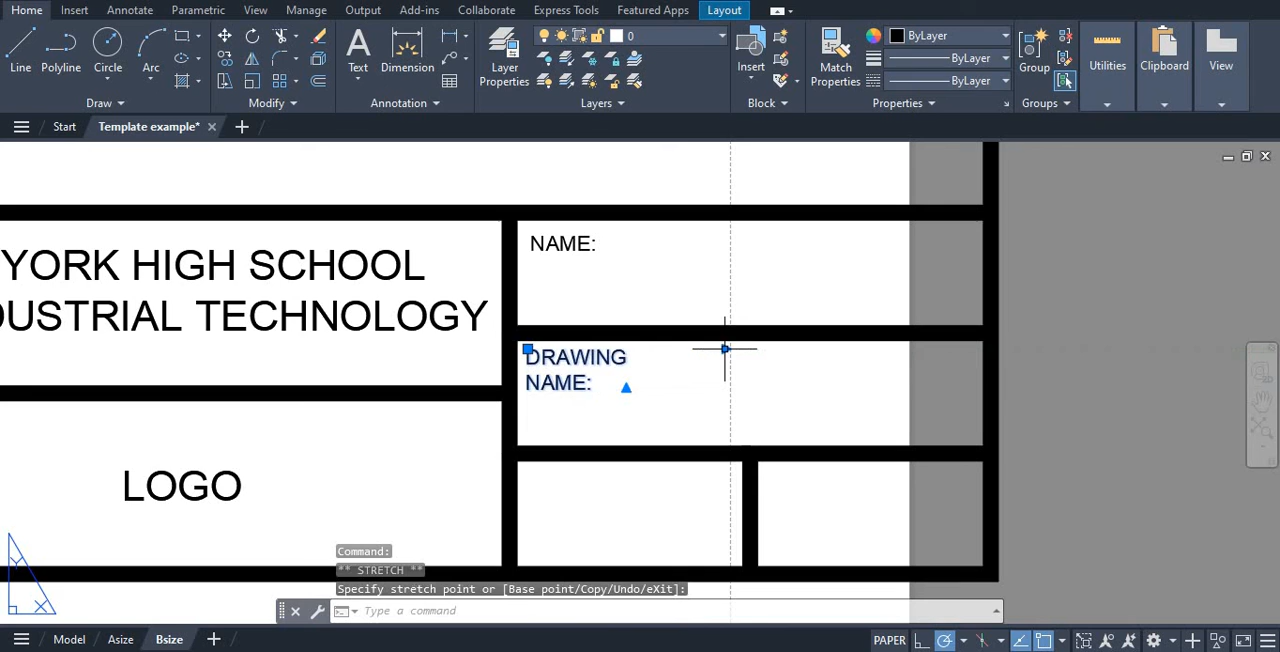 Home Insert Annotate Parametric View Manage Output Add-ins Collaborate Express Tools Featured Apps Layout
0
ByLayer
Line Polyline Circle Arc Text Dimension Layer Properties Insert Match Properties ByLayer Group Utilities Clipboard View
ByLayer
Draw Modify Annotation Layers Block Properties Groups
Start Template example*
NAME:
YORK HIGH SCHOOL
DUSTRIAL TECHNOLOGY
DRAWING
NAME:
LOGO
Y
X
Command:
** STRETCH **
Specify stretch point or [Base point/Copy/Undo/eXit]:
Type a command
Model Asize Bsize PAPER